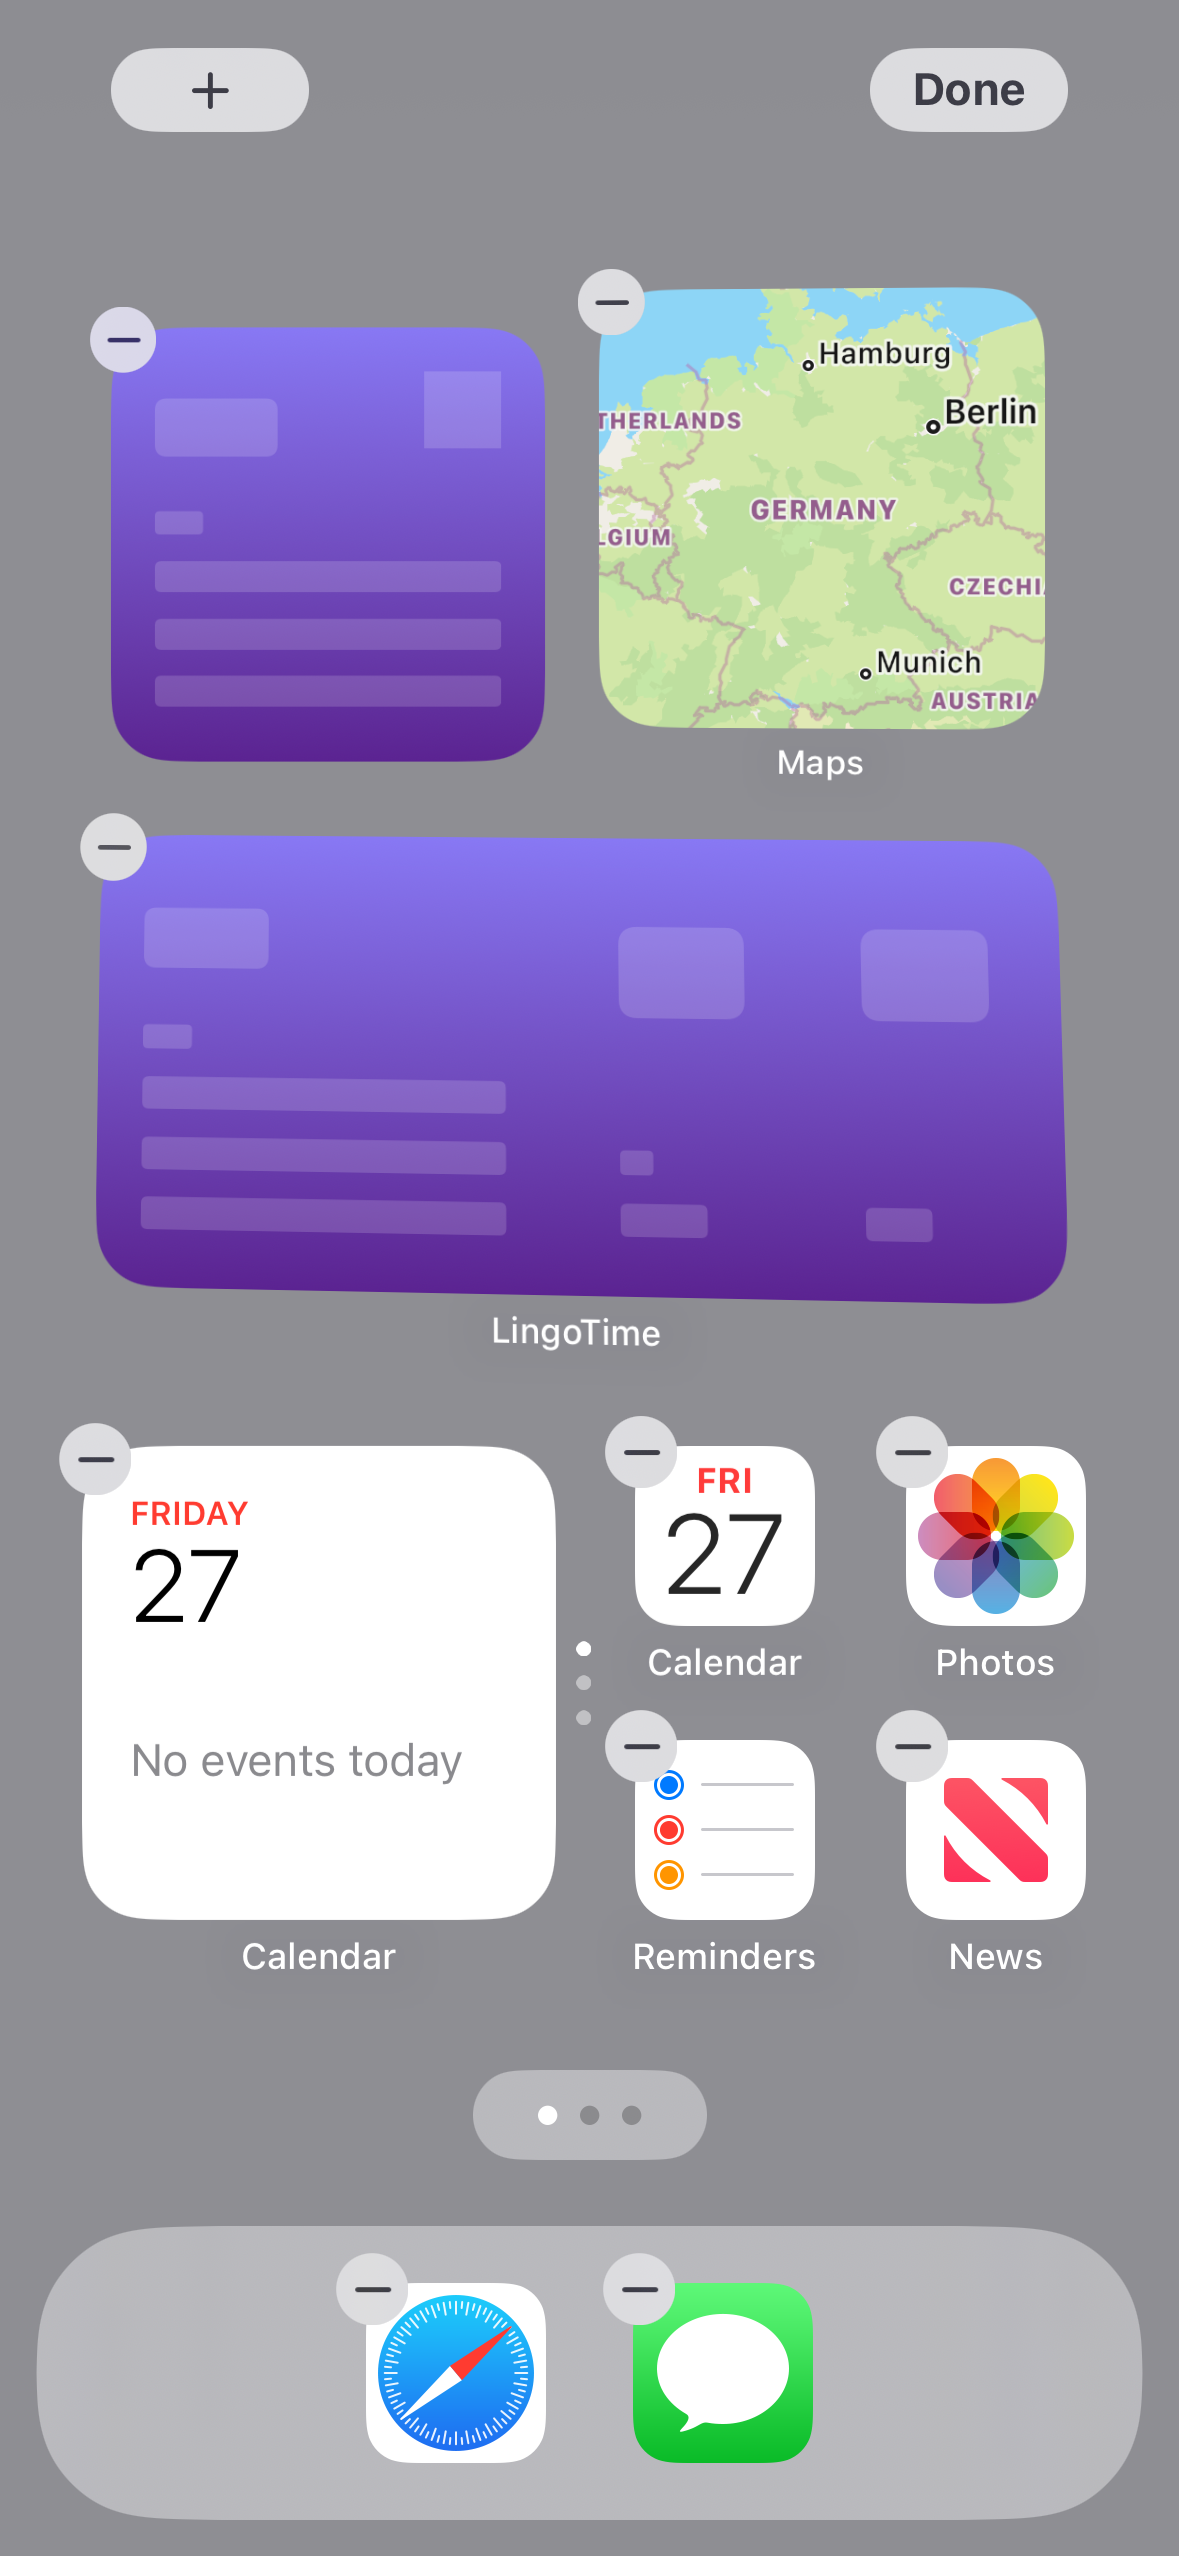 Done
Hamburg
Berlin
THERLANDS
GERMANY
LGIUM
CZECHIA
Munich
AUSTRIA
Maps
LingoTime
FRIDAY
27
No events today
Calendar
FRI
27
Calendar
Photos
Reminders
News